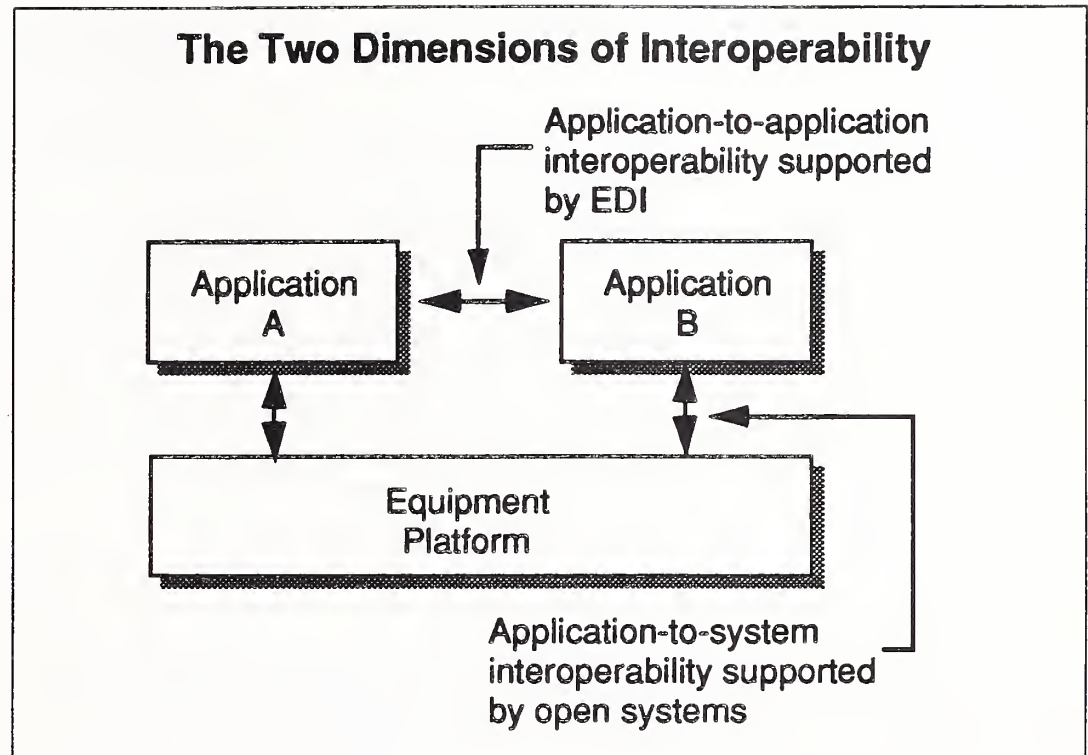 The Two Dimensions of Interoperability
Application-to-application
interoperability supported
by EDI
Application
A
Application
B
Equipment
Platform
Application-to-system
interoperability supported
by open systems